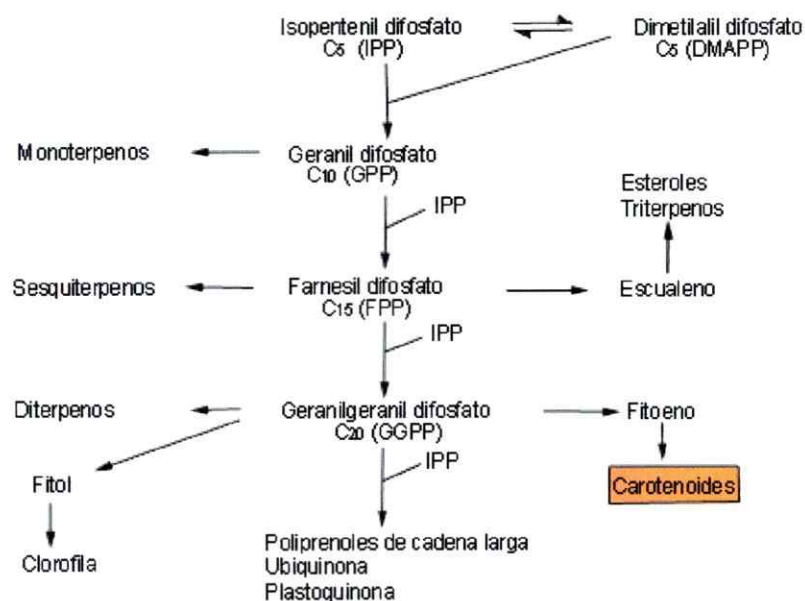 Isopentenil difosfato
C5 (IPP)
Dimetilalil difosfato
C5 (DMAPP)
Monoterpenos
Geranil difosfato
C10 (GPP)
Esteroles
Triterpenos
IPP
Sesquiterpenos
Farnesil difosfato
C15 (FPP)
Escualeno
IPP
Diterpenos
Geranilgeranil difosfato
C20 (GGPP)
Fitoeno
IPP
Fitol
Carotenoides
Clorofila
Poliprenoles de cadena larga
Ubiquinona
Plastoquinona